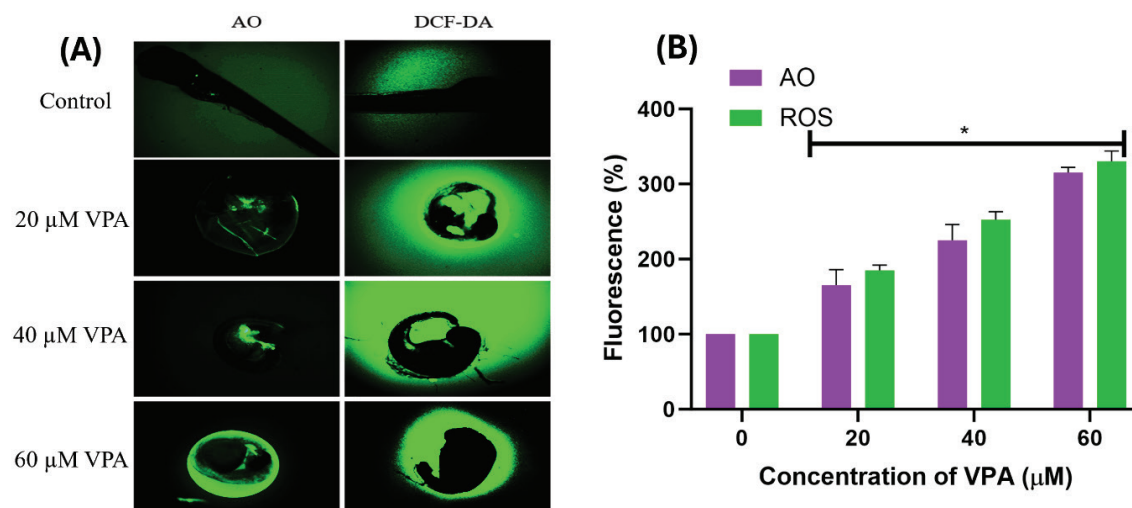 (A)
AO
DCF-DA
Control
20 µM VPA
40 µM VPA
60 µM VPA
(B)
AO
ROS
*
400
300
200
100
0
Fluorescence (%)
0
20
40
60
Concentration of VPA (μM)